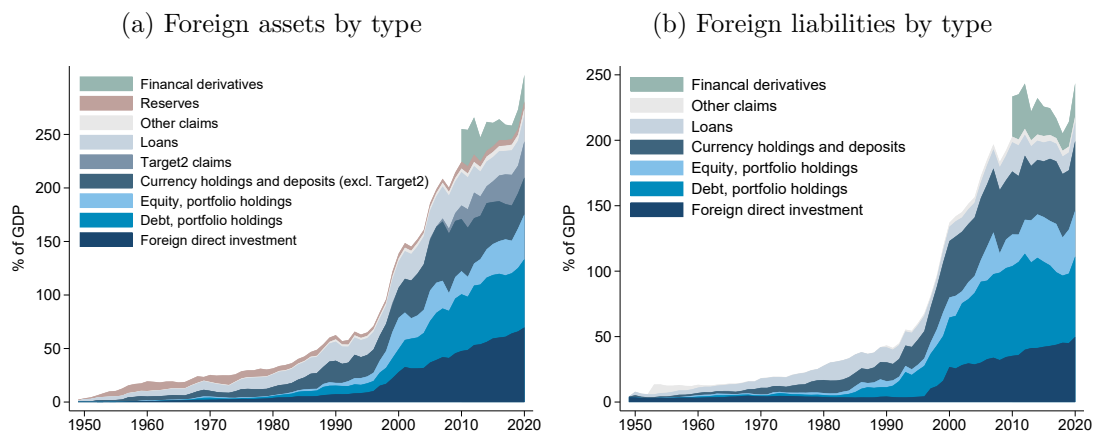 (a) Foreign assets by type
Financal derivatives
Reserves
Other claims
Loans
Target2 claims
Currency holdings and deposits (excl. Target2)
Equity, portfolio holdings
Debt, portfolio holdings
Foreign direct investment
% of GDP
250
200
150
100
50
0
1950 1960 1970 1980 1990 2000 2010 2020
(b) Foreign liabilities by type
Financal derivatives
Other claims
Loans
Currency holdings and deposits
Equity, portfolio holdings
Debt, portfolio holdings
Foreign direct investment
% of GDP
250
200
150
100
50
0
1950 1960 1970 1980 1990 2000 2010 2020